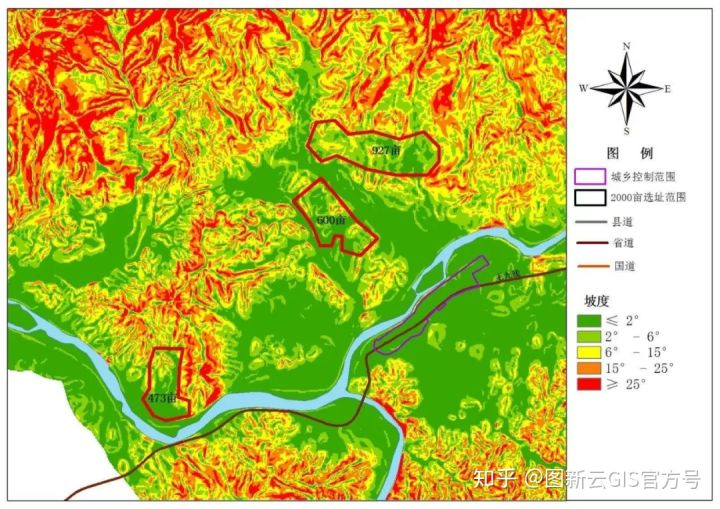 N
W
E
S
图 例
城乡控制范围
2000亩选址范围
县道
省道
国道
坡度
≤ 2°
2° - 6°
6° - 15°
15° - 25°
≥ 25°
927亩
600亩
473亩
知乎 @图新云GIS官方号